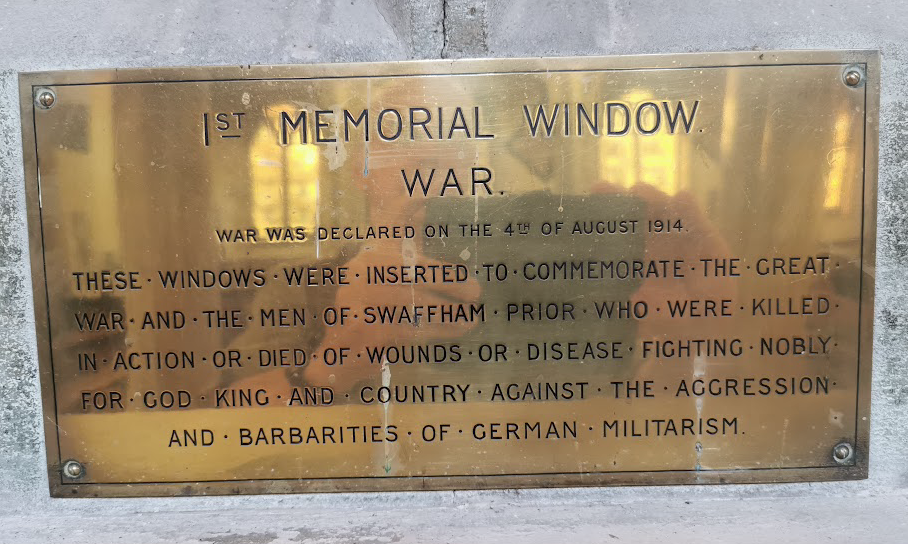 1ST MEMORIAL WINDOW.
WAR.
WAR WAS DECLARED ON THE 4TH OF AUGUST 1914.
THESE · WINDOWS · WERE · INSERTED · TO · COMMEMORATE · THE · GREAT ·
WAR · AND · THE · MEN · OF · SWAFFHAM · PRIOR · WHO · WERE · KILLED ·
IN · ACTION · OR · DIED · OF · WOUNDS · OR · DISEASE · FIGHTING · NOBLY ·
FOR · GOD · KING · AND · COUNTRY · AGAINST · THE · AGGRESSION ·
AND · BARBARITIES · OF · GERMAN · MILITARISM.